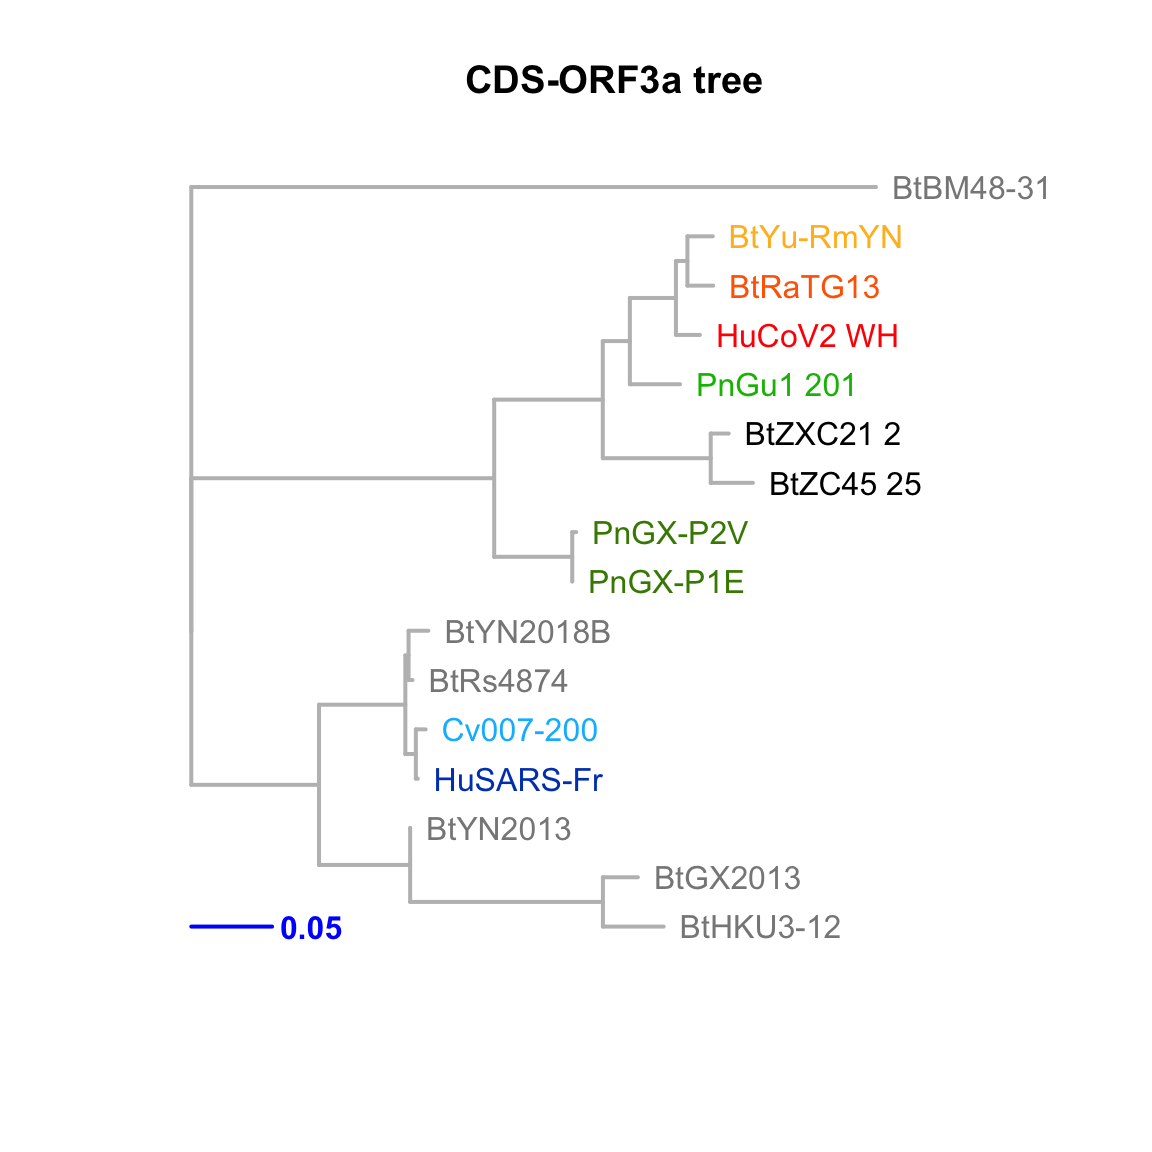 CDS-ORF3a tree
BtBM48-31
BtYu-RmYN
BtRaTG13
HuCoV2 WH
PnGu1 201
BtZXC21 2
BtZC45 25
PnGX-P2V
PnGX-P1E
BtYN2018B
BtRs4874
Cv007-200
HuSARS-Fr
BtYN2013
BtGX2013
BtHKU3-12
0.05